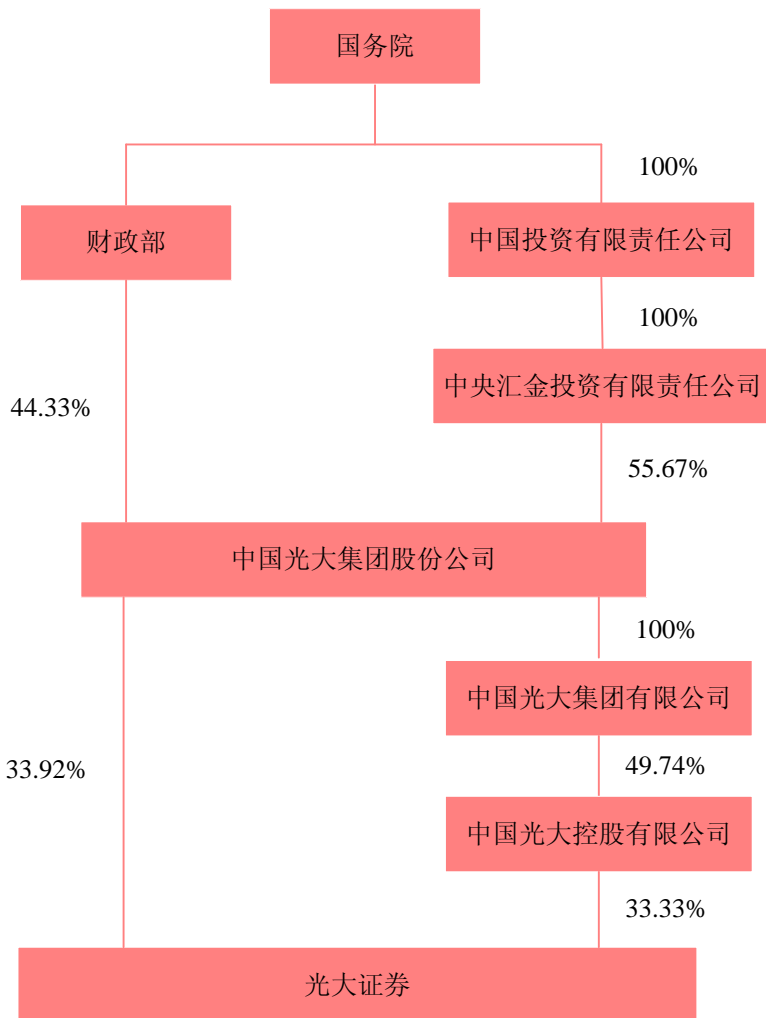 国务院
100%
财政部
中国投资有限责任公司
100%
中央汇金投资有限责任公司
44.33%
55.67%
中国光大集团股份公司
100%
中国光大集团有限公司
33.92%
49.74%
中国光大控股有限公司
33.33%
光大证券